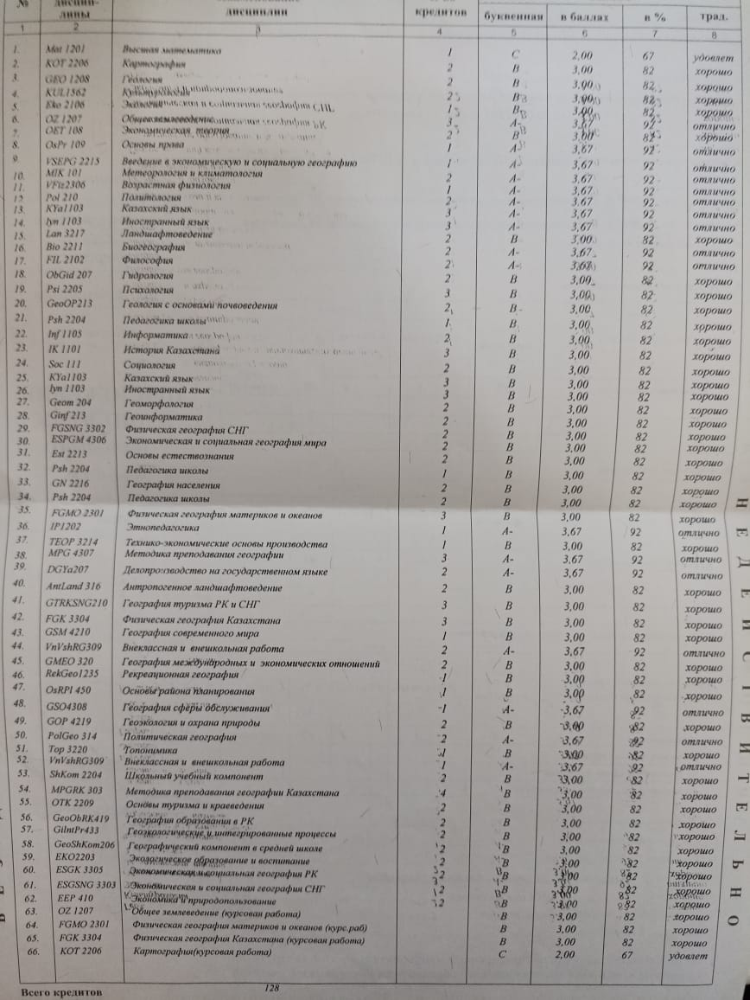 № дисцип- лины дисциплин кредитов буквенная в баллах в % трад.
1 2 3 4 5 6 7 8
1. Mat 1201 Высшая математика 1 C 2,00 67 удовлет
2. KOT 2206 Картография 2 B 3,00 82 хорошо
3. GEO 1208 Геология 2 B 3,00 82 хорошо
4. KUL1562 2 B 3,00 82 хорошо
5. Eko 2106 1 B 3,00 82 хорошо
6. OZ 1207 Общее землеведение 3 A- 3,67 92 отлично
7. OET 108 Экономическая теория 2 B 3,00 82 хорошо
8. OsPr 109 Основы права 1 A 3,67 92 отлично
9. VSEPG 2215 Введение в экономическую и социальную географию 1 A 3,67 92 отлично
10. MIK 101 Метеорология и климатология 2 A- 3,67 92 отлично
11. VFiz2306 Возрастная физиология 1 A- 3,67 92 отлично
12. Pol 210 Политология 2 A- 3,67 92 отлично
13. KYa1103 Казахский язык 3 A- 3,67 92 отлично
14. Iyn 1103 Иностранный язык 3 A- 3,67 92 отлично
15. Lan 3217 Ландшафтоведение 2 B 3,00 82 хорошо
16. Bio 2211 Биогеография 2 A- 3,67 92 отлично
17. FIL 2102 Философия 2 A- 3,67 92 отлично
18. ObGid 207 Гидрология 2 B 3,00 82 хорошо
19. Psi 2205 Психология 3 B 3,00 82 хорошо
20. GeoOP213 Геология с основами почвоведения 2 B 3,00 82 хорошо
21. Psh 2204 Педагогика школы 1 B 3,00 82 хорошо
22. Inf 1105 Информатика 2 B 3,00 82 хорошо
23. IK 1101 История Казахстана 3 B 3,00 82 хорошо
24. Soc 111 Социология 2 B 3,00 82 хорошо
25. KYa1103 Казахский язык 3 B 3,00 82 хорошо
26. Iyn 1103 Иностранный язык 3 B 3,00 82 хорошо
27. Geom 204 Геоморфология 2 B 3,00 82 хорошо
28. Ginf 213 Геоинформатика 2 B 3,00 82 хорошо
29. FGSNG 3302 Физическая география СНГ 2 B 3,00 82 хорошо
30. ESPGM 4306 Экономическая и социальная география мира 2 B 3,00 82 хорошо
31. Est 2213 Основы естествознания 2 B 3,00 82 хорошо
32. Psh 2204 Педагогика школы 1 B 3,00 82 хорошо
33. GN 2216 География населения 2 B 3,00 82 хорошо
34. Psh 2204 Педагогика школы 2 B 3,00 82 хорошо
35. FGMO 2301 Физическая география материков и океанов 3 B 3,00 82 хорошо
36. IP1202 Этнопедагогика 1 A- 3,67 92 отлично
37. TEOP 3214 Технико-экономические основы производства 1 B 3,00 82 хорошо
38. MPG 4307 Методика преподавания географии 3 A- 3,67 92 отлично
39. DGYa207 Делопроизводство на государственном языке 2 A- 3,67 92 отлично
40. AntLand 316 Антропогенное ландшафтоведение 2 B 3,00 82 хорошо
41. GTRKSNG210 География туризма РК и СНГ 3 B 3,00 82 хорошо
42. FGK 3304 Физическая география Казахстана 3 B 3,00 82 хорошо
43. GSM 4210 География современного мира 1 B 3,00 82 хорошо
44. VnVshRG309 Внеклассная и внешкольная работа 2 A- 3,67 92 отлично
45. GMEO 320 География международных и экономических отношений 2 B 3,00 82 хорошо
46. RekGeo1235 Рекреационная география 1 B 3,00 82 хорошо
47. OsRPl 450 Основы района планирования 1 B 3,00 82 хорошо
48. GSO4308 География сферы обслуживания 1 A- 3,67 92 отлично
49. GOP 4219 Геоэкология и охрана природы 2 B 3,00 82 хорошо
50. PolGeo 314 Политическая география 2 A- 3,67 92 отлично
51. Top 3220 Топонимика 1 B 3,00 82 хорошо
52. VnVshRG309 Внеклассная и внешкольная работа 1 A- 3,67 92 отлично
53. ShKom 2204 Школьный учебный компонент 2 B 3,00 82 хорошо
54. MPGRK 303 Методика преподавания географии Казахстана 4 B 3,00 82 хорошо
55. OTK 2209 Основы туризма и краеведения 2 B 3,00 82 хорошо
56. GeoObRK419 География образования в РК 2 B 3,00 82 хорошо
57. GiIntPr433 Геоэкологические и интегрированные процессы 2 B 3,00 82 хорошо
58. GeoShKom206 Географический компонент в средней школе 2 B 3,00 82 хорошо
59. EKO2203 Экологическое образование и воспитание 2 B 3,00 82 хорошо
60. ESGK 3305 Экономическая и социальная география РК 2 B 3,00 82 хорошо
61. ESGSNG 3303 Экономическая и социальная география СНГ 2 B 3,00 82 хорошо
62. EEP 410 Экономика и природопользование 2 B 3,00 82 хорошо
63. OZ 1207 Общее землеведение (курсовая работа) B 3,00 82 хорошо
64. FGMO 2301 Физическая география материков и океанов (курс.раб) B 3,00 82 хорошо
65. FGK 3304 Физическая география Казахстана (курсовая работа) B 3,00 82 хорошо
66. KOT 2206 Картография(курсовая работа) C 2,00 67 удовлет
Всего кредитов 128
НЕДЕЙСТВИТЕЛЬНО